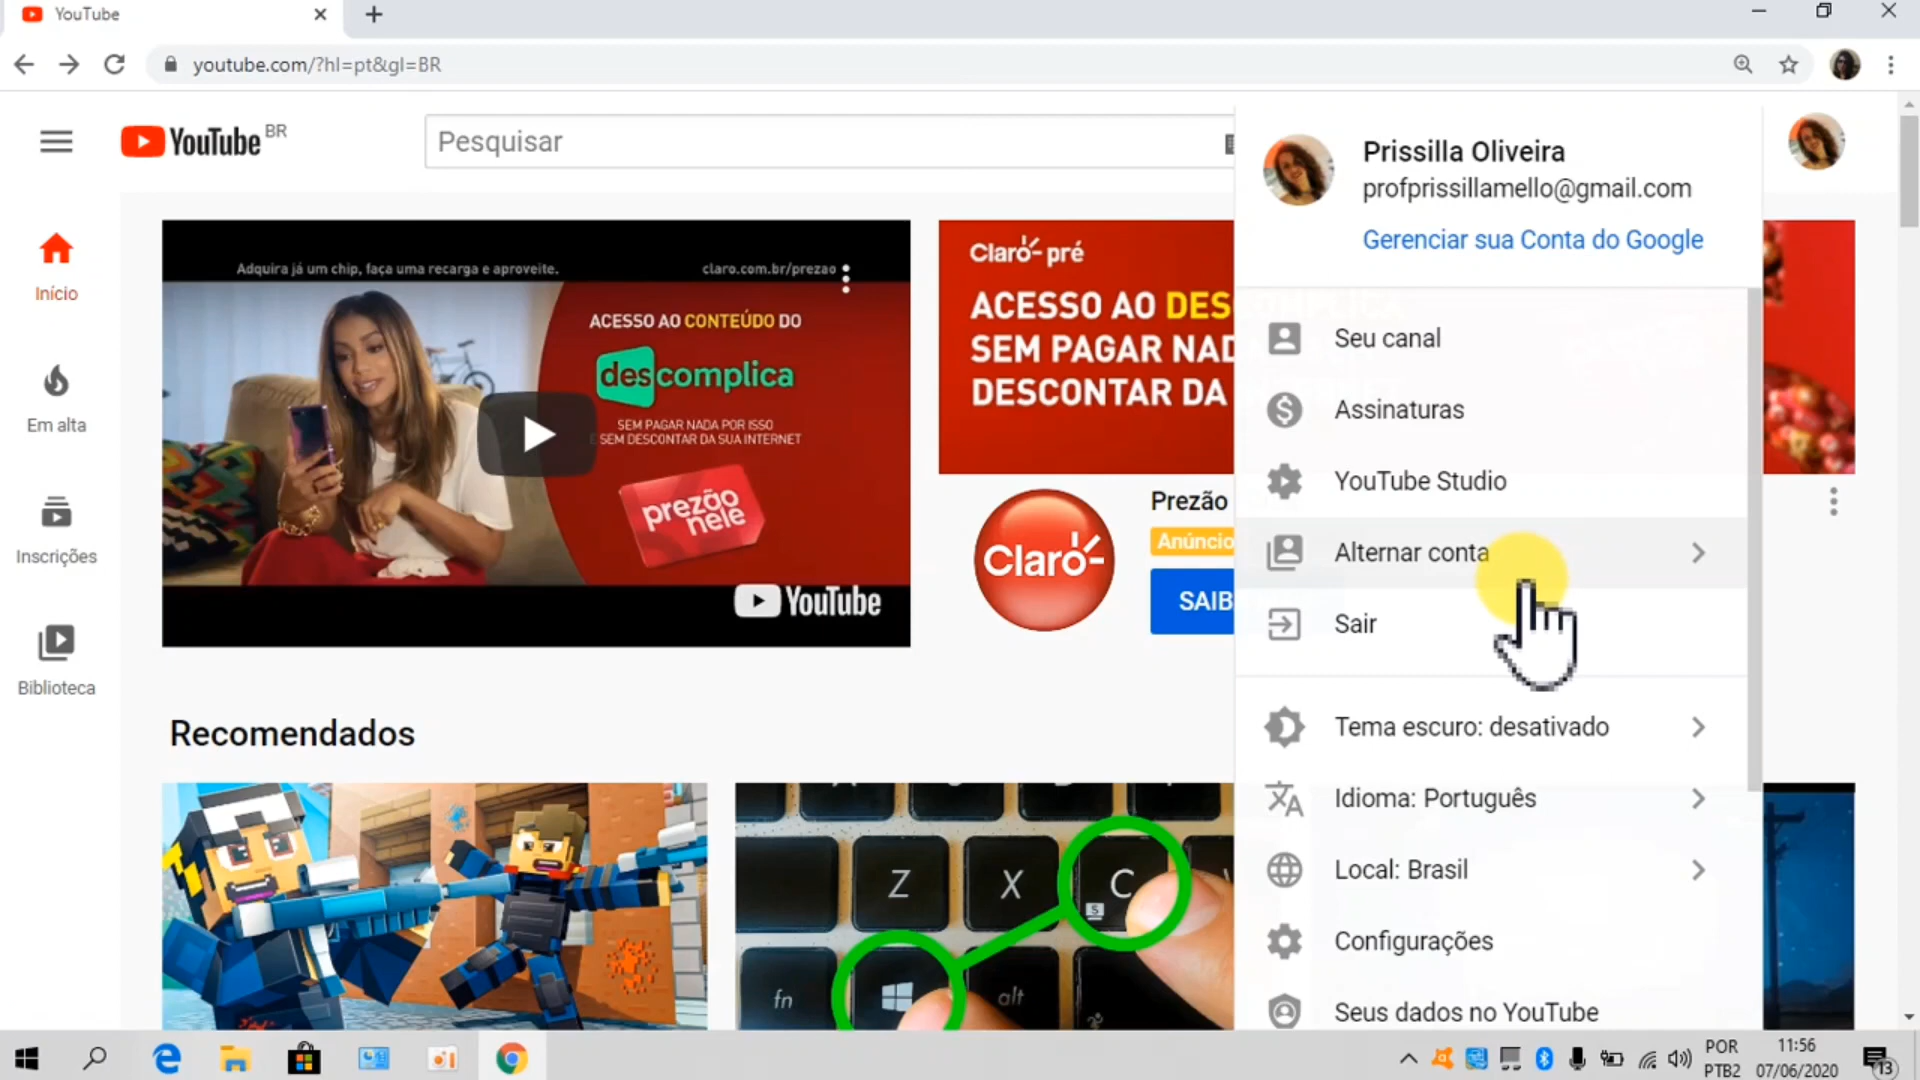 YouTube
youtube.com/?hl=pt&gl=BR
YouTube BR
Pesquisar
Prissilla Oliveira
profprissillamello@gmail.com
Gerenciar sua Conta do Google
Início
Em alta
Inscrições
Biblioteca
Adquira já um chip, faça uma recarga e aproveite.
claro.com.br/prezao
ACESSO AO CONTEÚDO DO
descomplica
SEM PAGAR NADA POR ISSO
E SEM DESCONTAR DA SUA INTERNET
prezão
nele
YouTube
Claro-pré
ACESSO AO DES
SEM PAGAR NAD
DESCONTAR DA
Claro-
Prezão
Anúncio
SAIB
Seu canal
Assinaturas
YouTube Studio
Alternar conta
Sair
Tema escuro: desativado
Idioma: Português
Local: Brasil
Configurações
Seus dados no YouTube
Recomendados
Z
X
C
S
fn
alt
POR
PTB2
11:56
07/06/2020
13